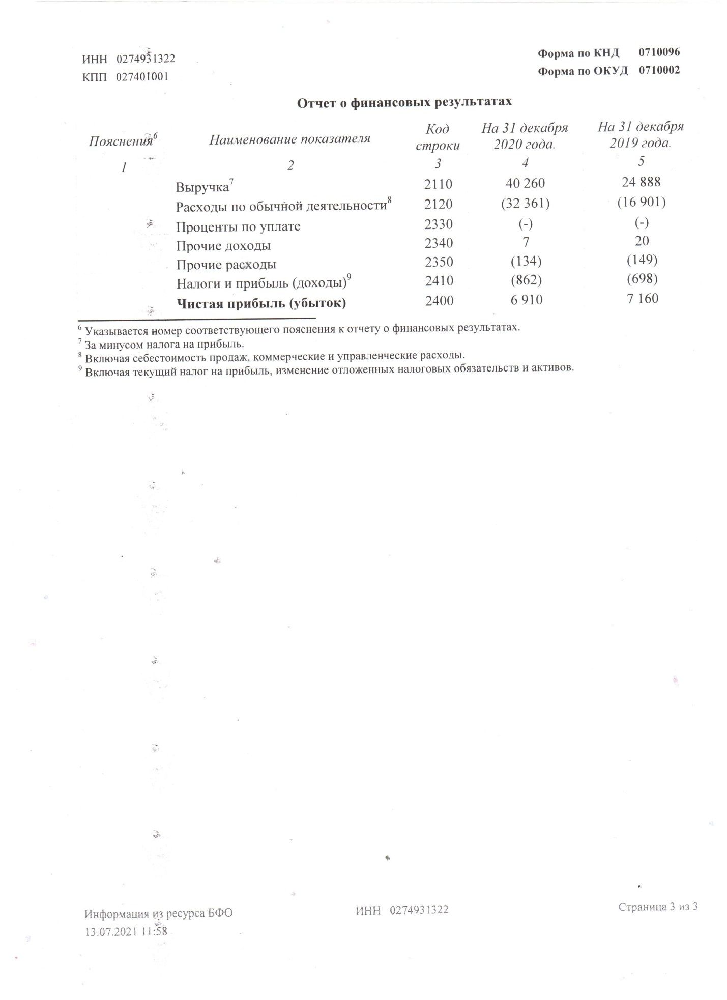 ИНН 0274931322
Форма по КНД 0710096
КПП 027401001
Форма по ОКУД 0710002
Отчет о финансовых результатах
Пояснения⁶ Наименование показателя Код строки На 31 декабря 2020 года. На 31 декабря 2019 года.
1 2 3 4 5
Выручка⁷ 2110 40 260 24 888
Расходы по обычной деятельности⁸ 2120 (32 361) (16 901)
Проценты по уплате 2330 (-) (-)
Прочие доходы 2340 7 20
Прочие расходы 2350 (134) (149)
Налоги и прибыль (доходы)⁹ 2410 (862) (698)
Чистая прибыль (убыток) 2400 6 910 7 160
⁶ Указывается номер соответствующего пояснения к отчету о финансовых результатах.
⁷ За минусом налога на прибыль.
⁸ Включая себестоимость продаж, коммерческие и управленческие расходы.
⁹ Включая текущий налог на прибыль, изменение отложенных налоговых обязательств и активов.
Информация из ресурса БФО ИНН 0274931322 Страница 3 из 3
13.07.2021 11:58